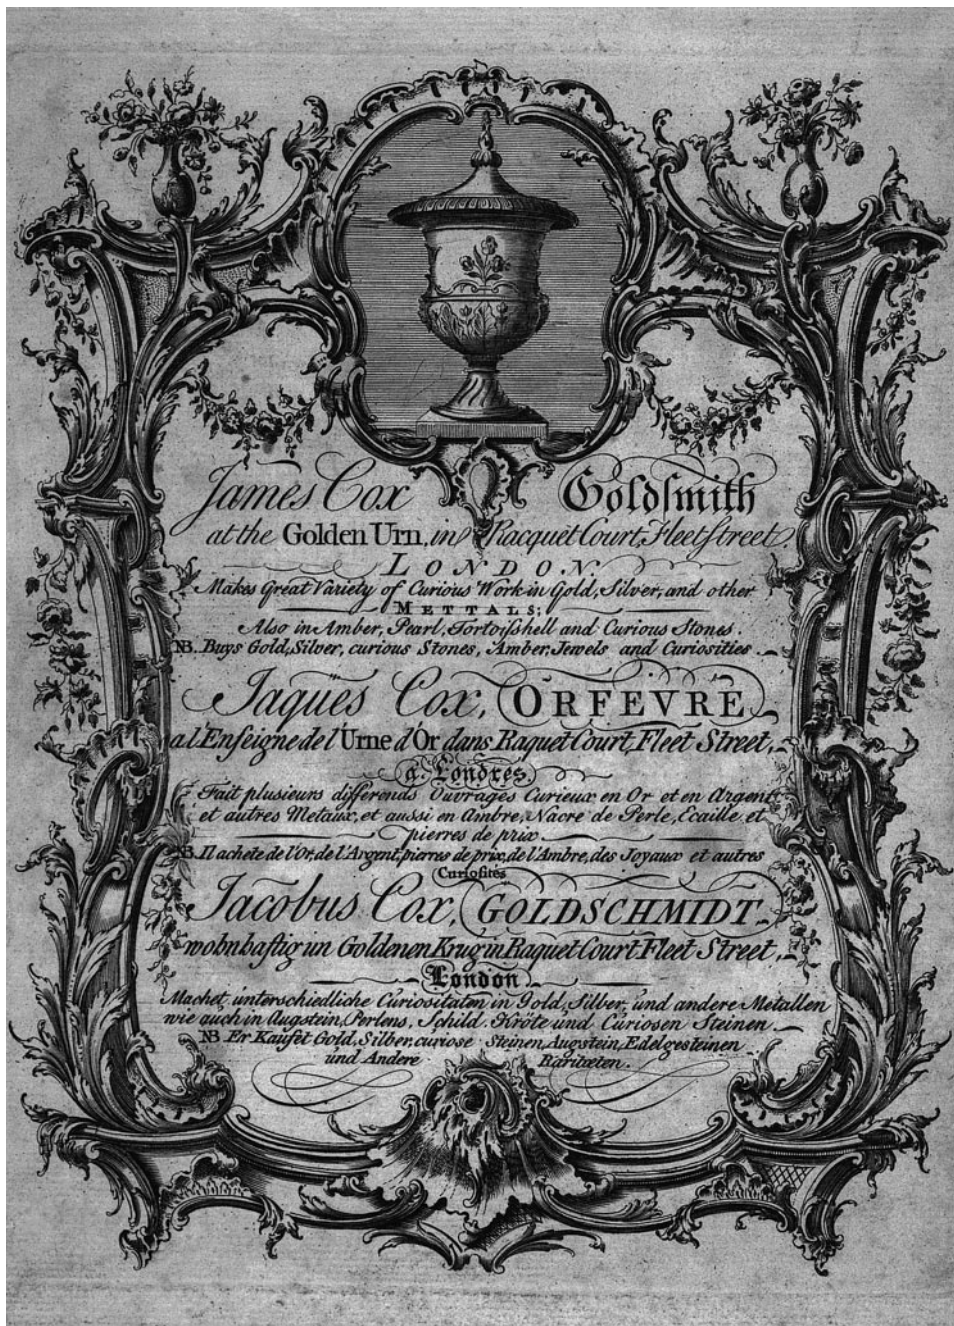 James Cox Goldſmith
at the Golden Urn, in Racquet Court, Fleet ſtreet.
LONDON
Makes Great Variety of Curious Work in Gold, Silver, and other
METTALS;
Also in Amber, Pearl, Tortoiſshell and Curious Stones.
NB. Buys Gold, Silver, curious Stones, Amber, Jewels and Curiosities.
Jaques Cox, ORFEVRE
a l'Enſeigne de l'Urne d'Or dans Raquet Court, Fleet Street,
a Londres.
Fait plusieurs differends Ouvrages Curieux en Or et en Argent
et autres Metaux, et aussi en Ambre, Nacre de Perle, Ecaille et
pierres de prix
NB. Il achete de l'Or, de l'Argent, pierres de prix, de l'Ambre, des Joyaux et autres
Curioſités
Jacobus Cox, GOLDSCHMIDT
wohnhaftig im Goldenen Krug in Raquet Court Fleet Street,
London
Machet unterschiedliche Curiositaten in Gold, Silber, und andere Metallen
wie auch in Augstein, Perlens, Schild-Kröte und Curiosen Steinen.
NB Er Kaufet Gold, Silber, curiose Steinen, Augstein, Edelgesteinen
und Andere Raritæten.